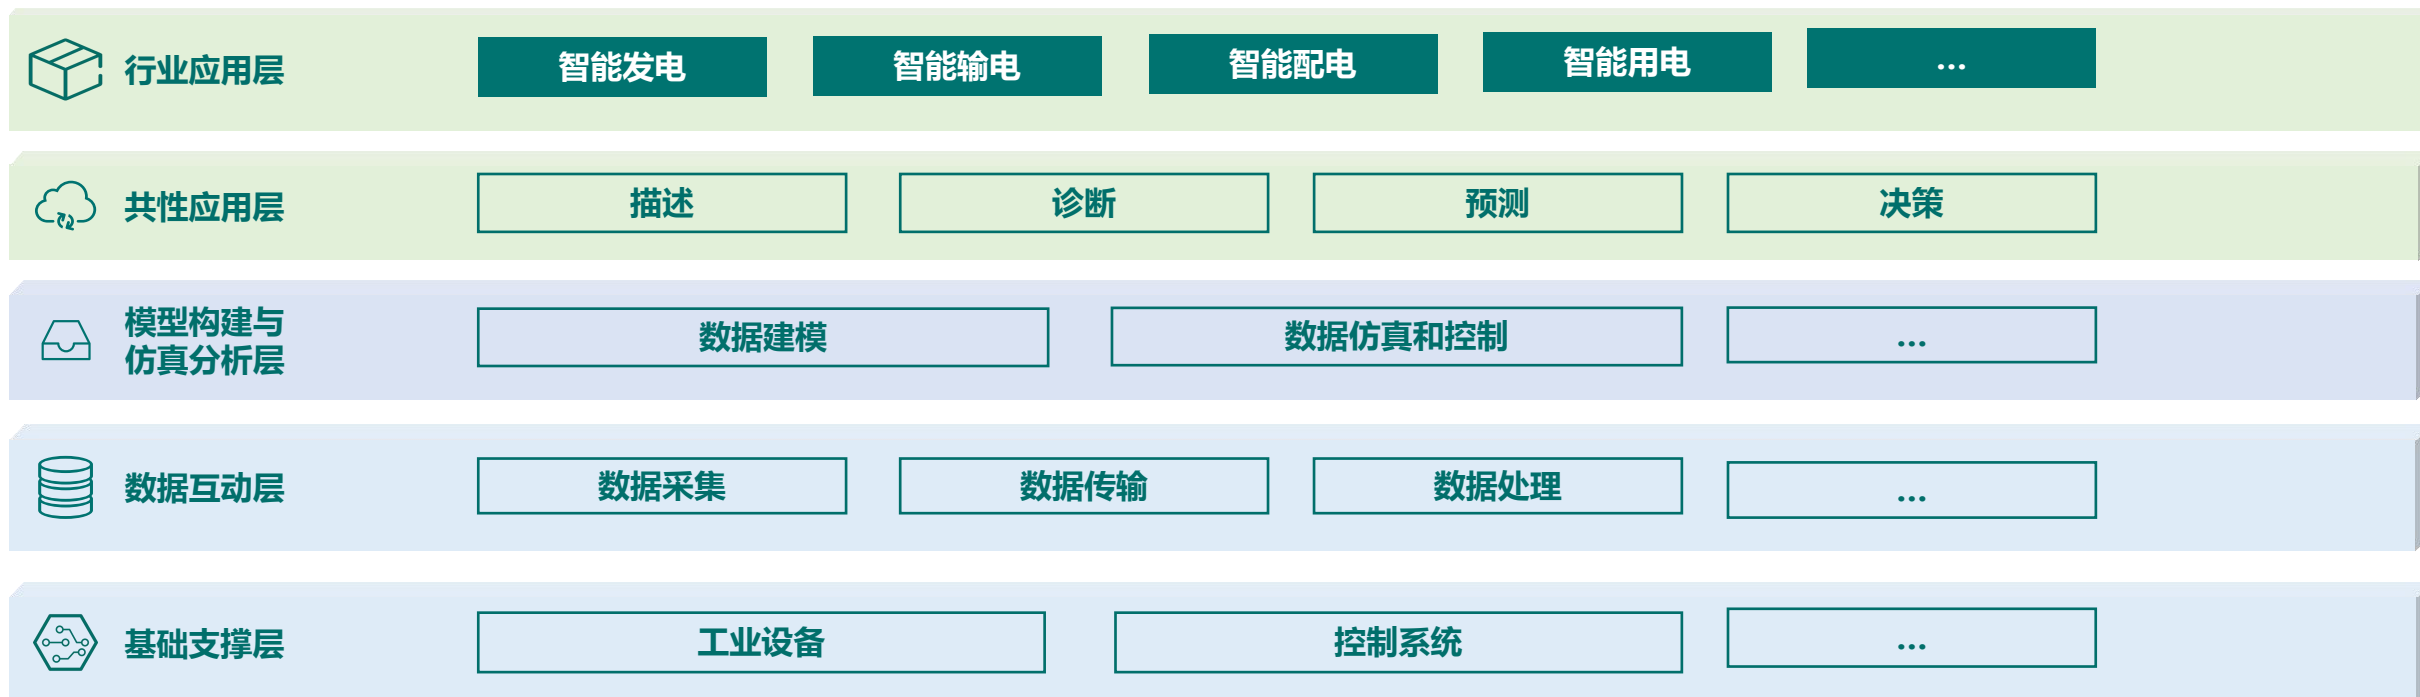 行业应用层
智能发电
智能输电
智能配电
智能用电
...
共性应用层
描述
诊断
预测
决策
模型构建与
仿真分析层
数据建模
数据仿真和控制
...
数据互动层
数据采集
数据传输
数据处理
...
基础支撑层
工业设备
控制系统
...